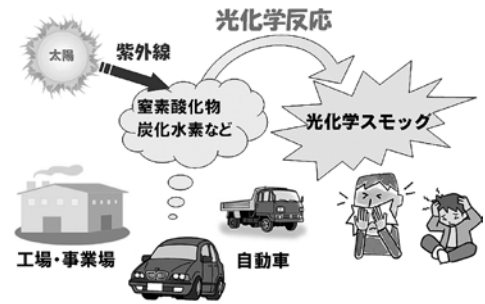 光化学反応
太陽
紫外線
窒素酸化物
炭化水素など
光化学スモッグ
工場・事業場
自動車